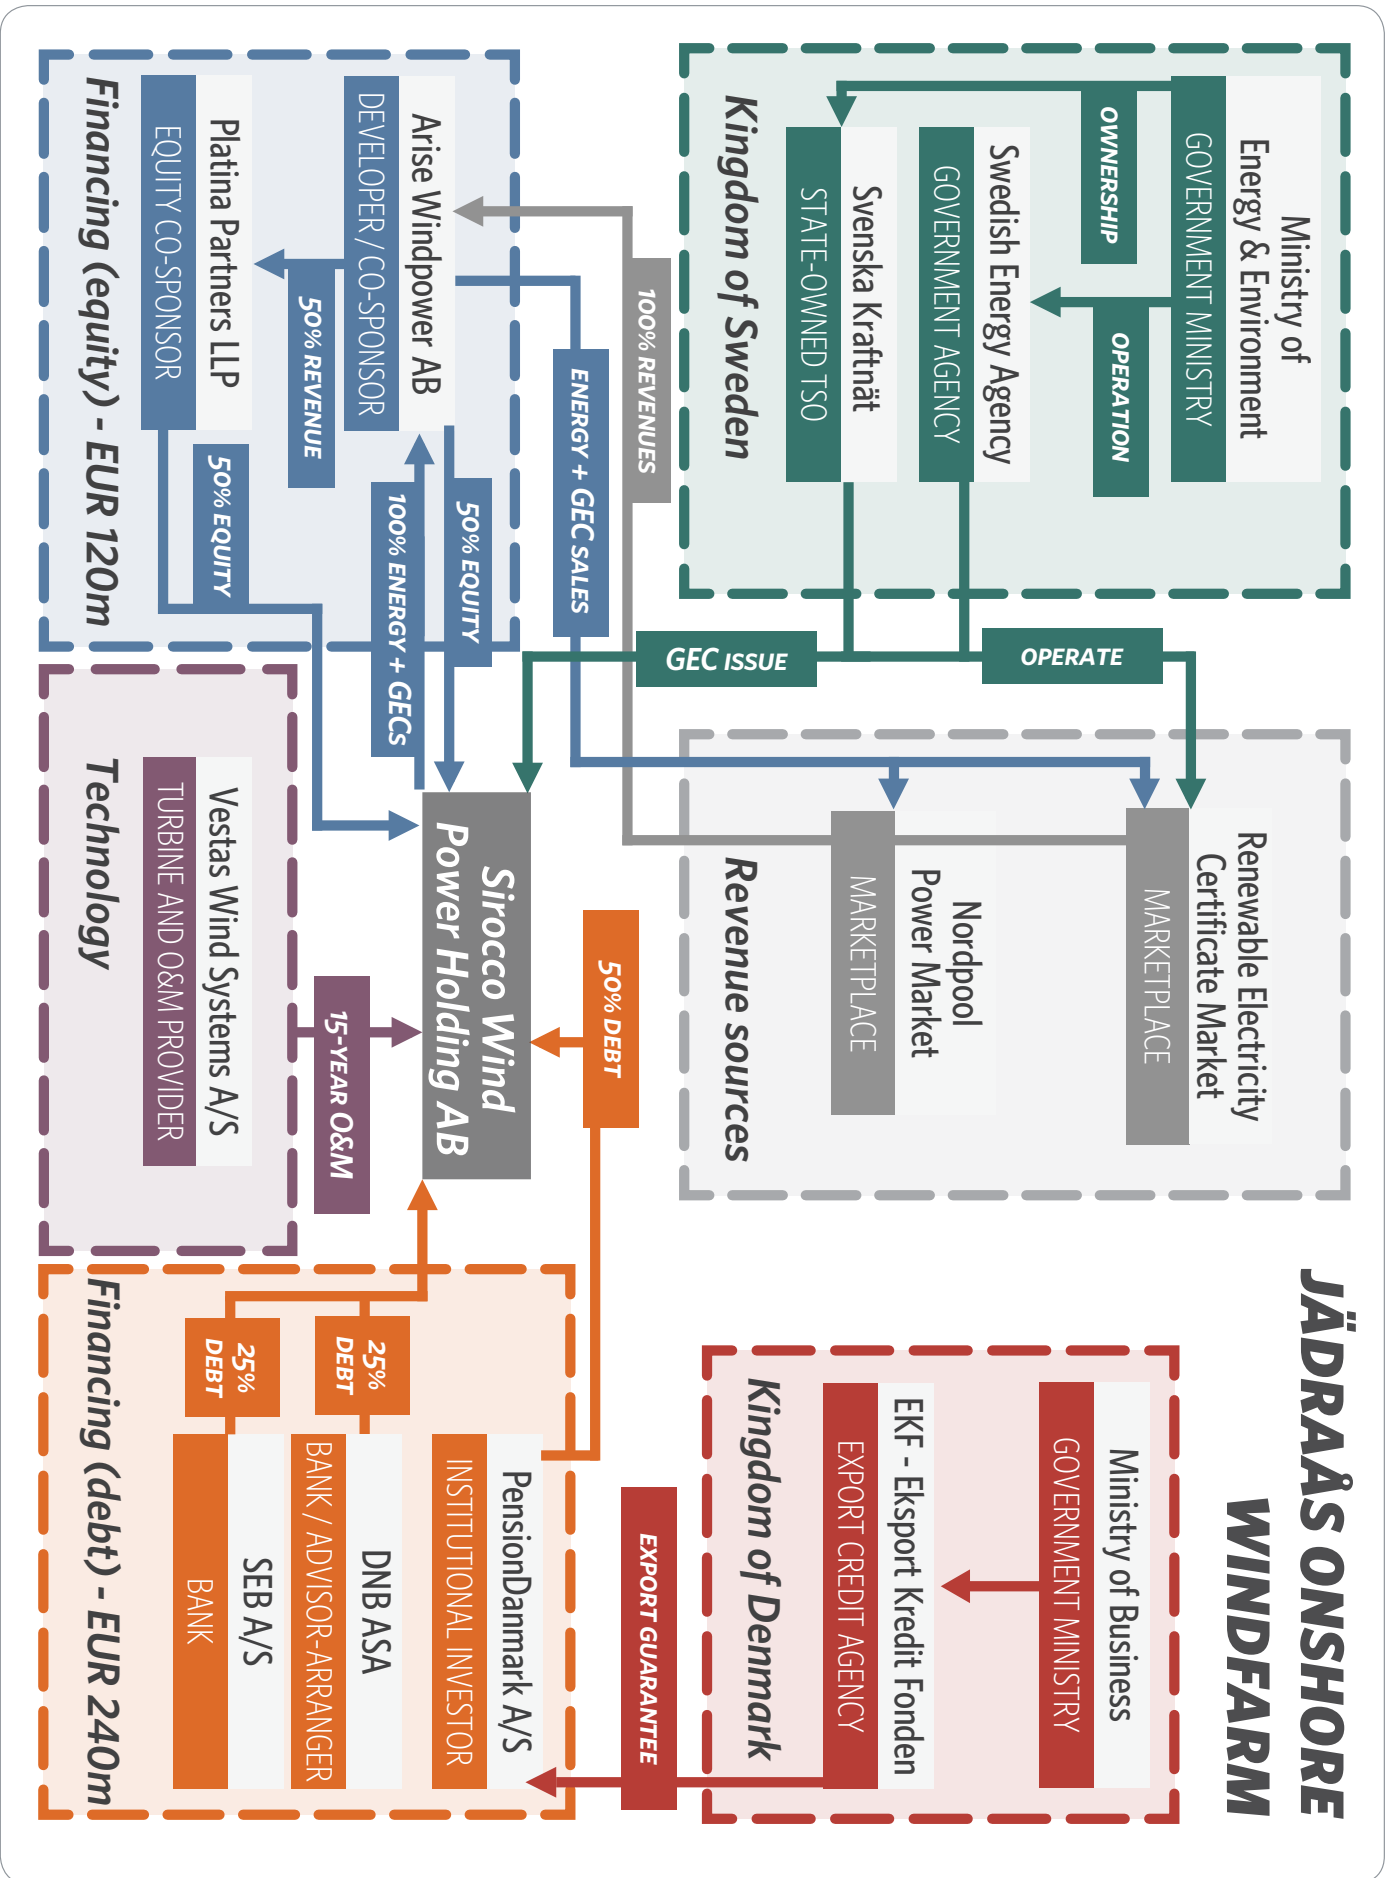 JÄDRAÅS ONSHORE
WINDFARM
Kingdom of Sweden
Ministry of
Energy & Environment
GOVERNMENT MINISTRY
OWNERSHIP
OPERATION
Swedish Energy Agency
GOVERNMENT AGENCY
Svenska Kraftnät
STATE-OWNED TSO
GEC ISSUE
OPERATE
Revenue sources
Renewable Electricity
Certificate Market
MARKETPLACE
Nordpool
Power Market
MARKETPLACE
100% REVENUES
ENERGY + GEC SALES
Kingdom of Denmark
Ministry of Business
GOVERNMENT MINISTRY
EKF - Eksport Kredit Fonden
EXPORT CREDIT AGENCY
EXPORT GUARANTEE
Arise Windpower AB
DEVELOPER / CO-SPONSOR
50% REVENUE
Platina Partners LLP
EQUITY CO-SPONSOR
50% EQUITY
50% EQUITY
100% ENERGY + GECS
Financing (equity) - EUR 120m
Sirocco Wind
Power Holding AB
50% DEBT
15-YEAR O&M
Vestas Wind Systems A/S
TURBINE AND O&M PROVIDER
Technology
PensionDanmark A/S
INSTITUTIONAL INVESTOR
25%
DEBT
DNB ASA
BANK / ADVISOR-ARRANGER
25%
DEBT
SEB A/S
BANK
Financing (debt) - EUR 240m